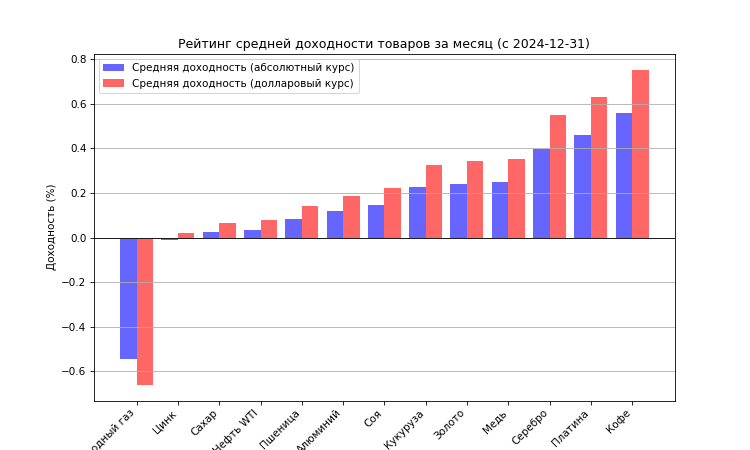 Рейтинг средней доходности товаров за месяц (с 2024-12-31)
Средняя доходность (абсолютный курс)
Средняя доходность (долларовый курс)
Доходность (%)
0.8
0.6
0.4
0.2
0.0
−0.2
−0.4
−0.6
газ
Цинк
Сахар
Нефть WTI
Пшеница
Алюминий
Соя
Кукуруза
Золото
Медь
Серебро
Платина
Кофе